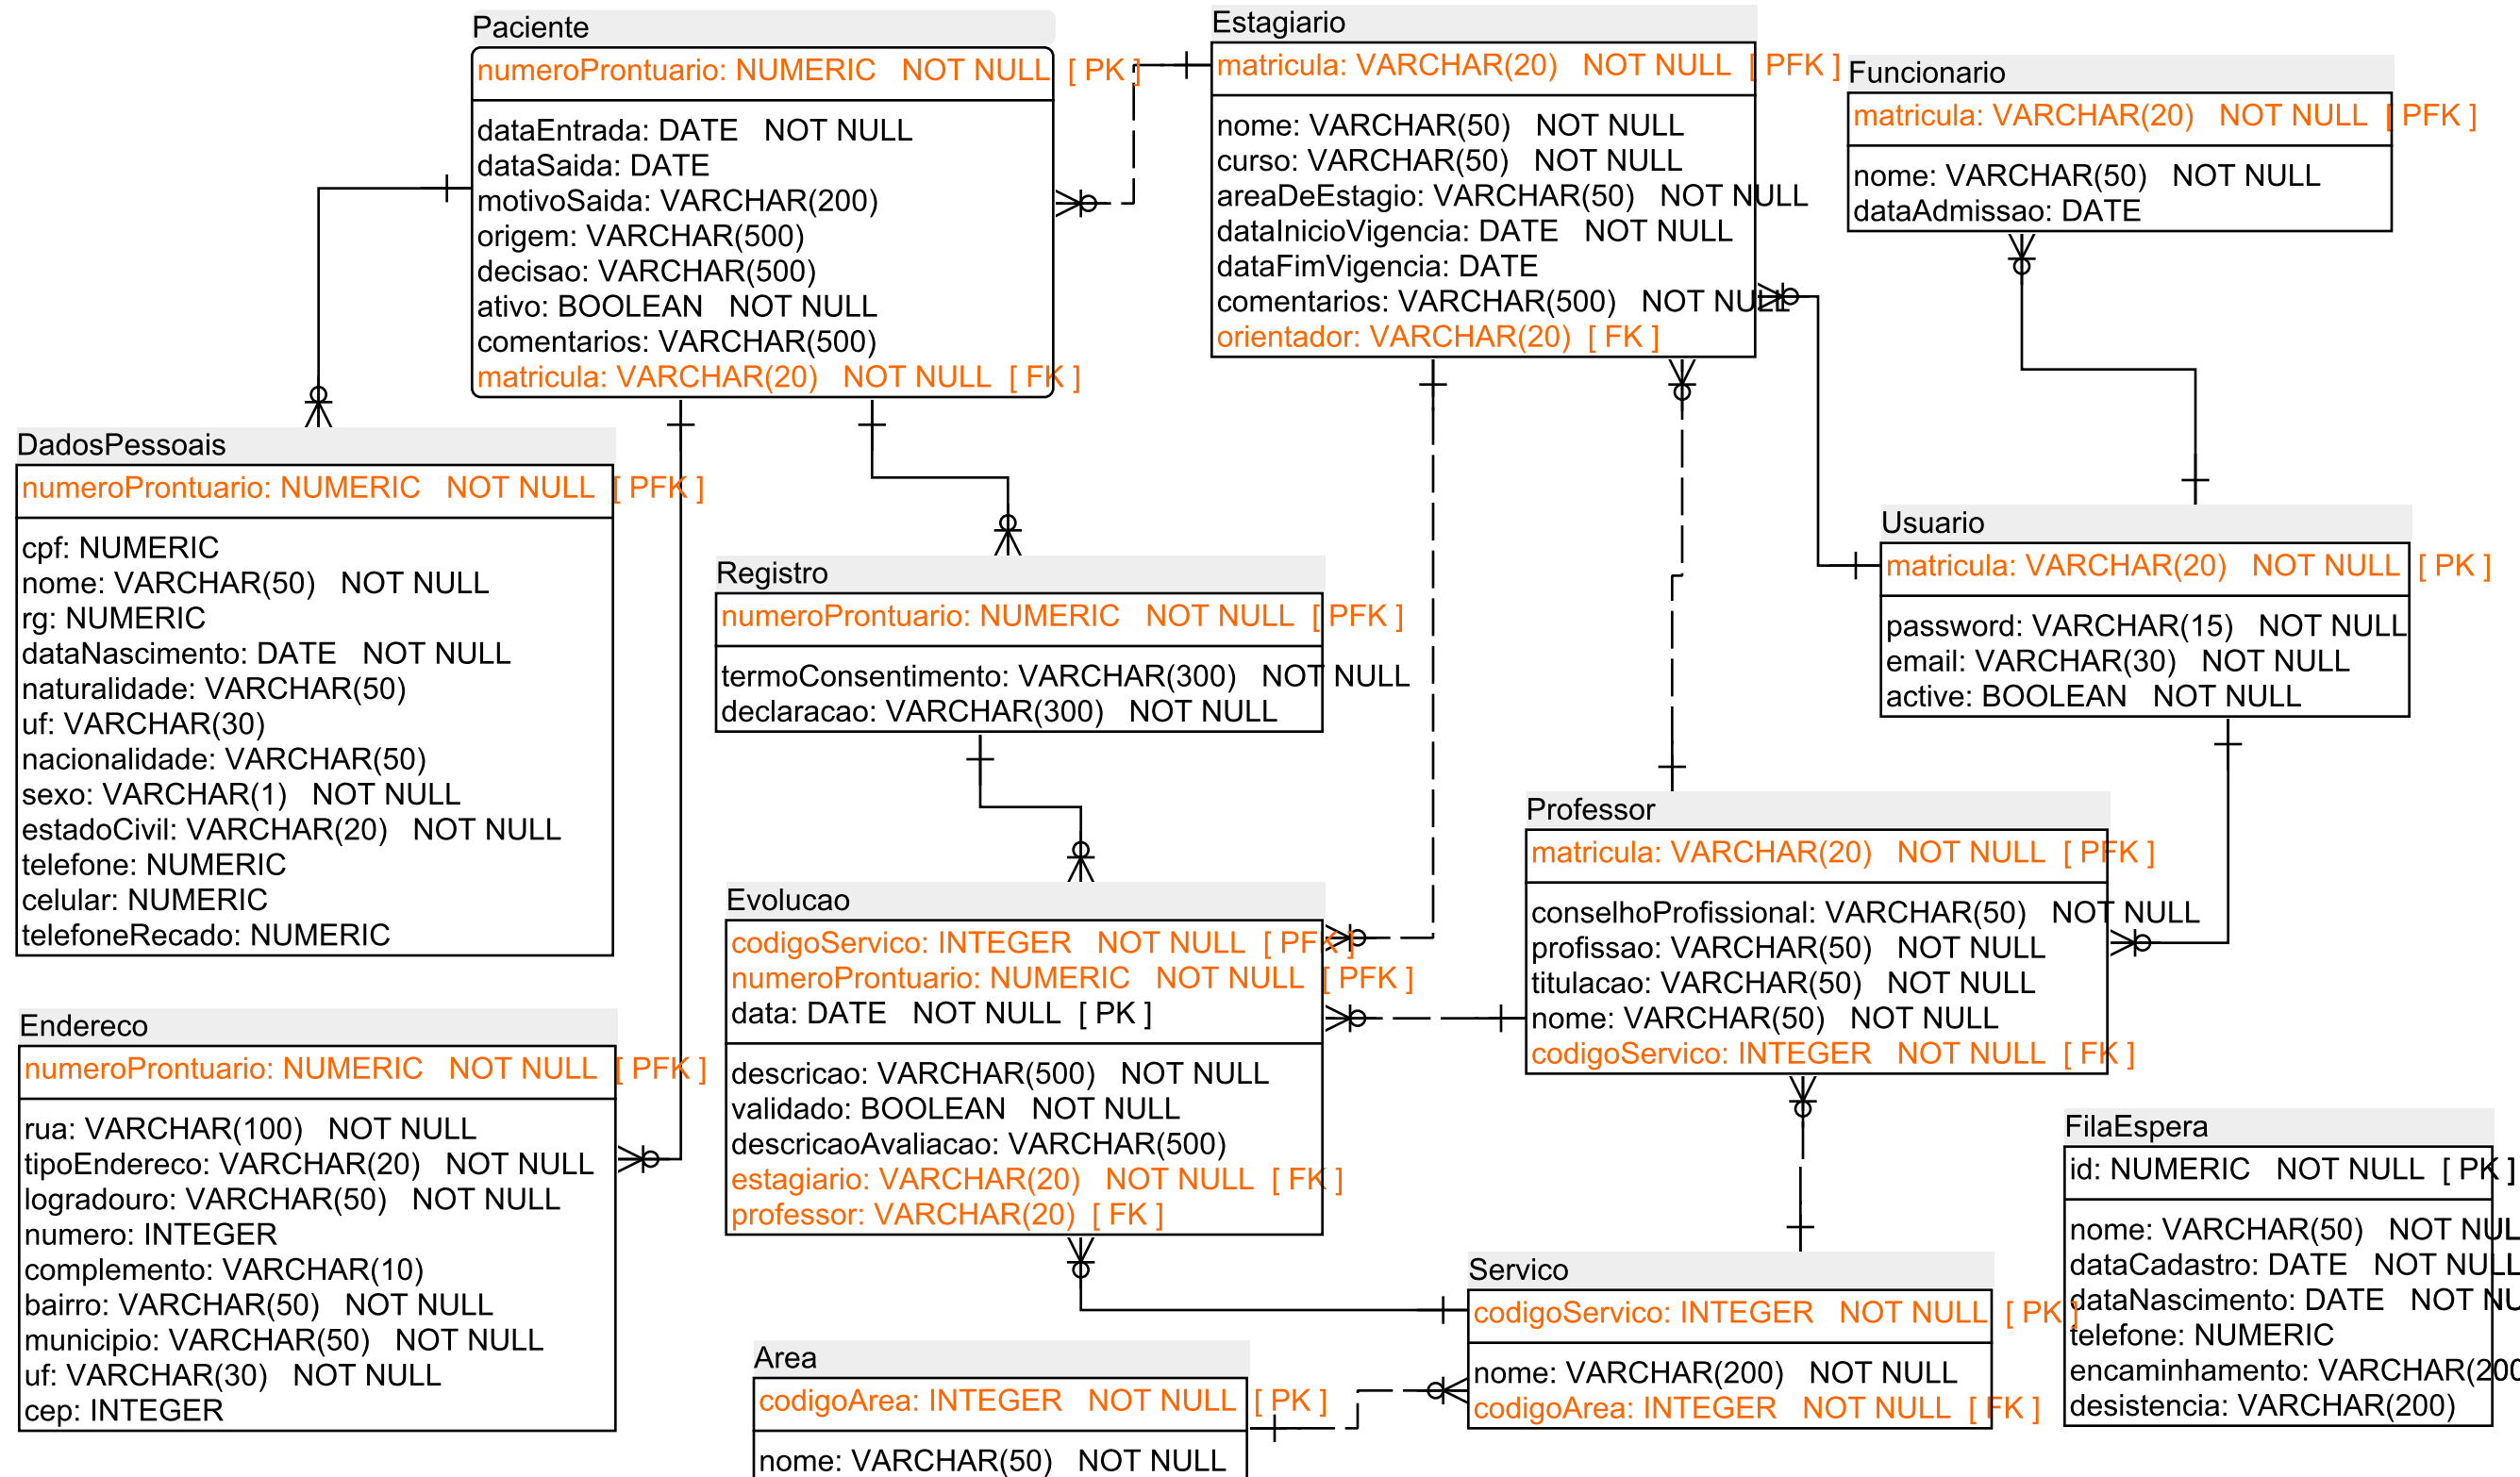 Paciente
numeroProntuario: NUMERIC NOT NULL [ PK ]
dataEntrada: DATE NOT NULL
dataSaida: DATE
motivoSaida: VARCHAR(200)
origem: VARCHAR(500)
decisao: VARCHAR(500)
ativo: BOOLEAN NOT NULL
comentarios: VARCHAR(500)
matricula: VARCHAR(20) NOT NULL [ FK ]
Estagiario
matricula: VARCHAR(20) NOT NULL [ PFK ]
nome: VARCHAR(50) NOT NULL
curso: VARCHAR(50) NOT NULL
areaDeEstagio: VARCHAR(50) NOT NULL
dataInicioVigencia: DATE NOT NULL
dataFimVigencia: DATE
comentarios: VARCHAR(500) NOT NULL
orientador: VARCHAR(20) [ FK ]
Funcionario
matricula: VARCHAR(20) NOT NULL [ PFK ]
nome: VARCHAR(50) NOT NULL
dataAdmissao: DATE
DadosPessoais
numeroProntuario: NUMERIC NOT NULL [ PFK ]
cpf: NUMERIC
nome: VARCHAR(50) NOT NULL
rg: NUMERIC
dataNascimento: DATE NOT NULL
naturalidade: VARCHAR(50)
uf: VARCHAR(30)
nacionalidade: VARCHAR(50)
sexo: VARCHAR(1) NOT NULL
estadoCivil: VARCHAR(20) NOT NULL
telefone: NUMERIC
celular: NUMERIC
telefoneRecado: NUMERIC
Registro
numeroProntuario: NUMERIC NOT NULL [ PFK ]
termoConsentimento: VARCHAR(300) NOT NULL
declaracao: VARCHAR(300) NOT NULL
Usuario
matricula: VARCHAR(20) NOT NULL [ PK ]
password: VARCHAR(15) NOT NULL
email: VARCHAR(30) NOT NULL
active: BOOLEAN NOT NULL
Professor
matricula: VARCHAR(20) NOT NULL [ PFK ]
conselhoProfissional: VARCHAR(50) NOT NULL
profissao: VARCHAR(50) NOT NULL
titulacao: VARCHAR(50) NOT NULL
nome: VARCHAR(50) NOT NULL
codigoServico: INTEGER NOT NULL [ FK ]
Evolucao
codigoServico: INTEGER NOT NULL [ PFK ]
numeroProntuario: NUMERIC NOT NULL [ PFK ]
data: DATE NOT NULL [ PK ]
descricao: VARCHAR(500) NOT NULL
validado: BOOLEAN NOT NULL
descricaoAvaliacao: VARCHAR(500)
estagiario: VARCHAR(20) NOT NULL [ FK ]
professor: VARCHAR(20) [ FK ]
Endereco
numeroProntuario: NUMERIC NOT NULL [ PFK ]
rua: VARCHAR(100) NOT NULL
tipoEndereco: VARCHAR(20) NOT NULL
logradouro: VARCHAR(50) NOT NULL
numero: INTEGER
complemento: VARCHAR(10)
bairro: VARCHAR(50) NOT NULL
municipio: VARCHAR(50) NOT NULL
uf: VARCHAR(30) NOT NULL
cep: INTEGER
FilaEspera
id: NUMERIC NOT NULL [ PK ]
nome: VARCHAR(50) NOT NUL
dataCadastro: DATE NOT NULL
dataNascimento: DATE NOT NU
telefone: NUMERIC
encaminhamento: VARCHAR(200
desistencia: VARCHAR(200)
Servico
codigoServico: INTEGER NOT NULL [ PK ]
nome: VARCHAR(200) NOT NULL
codigoArea: INTEGER NOT NULL [ FK ]
Area
codigoArea: INTEGER NOT NULL [ PK ]
nome: VARCHAR(50) NOT NULL